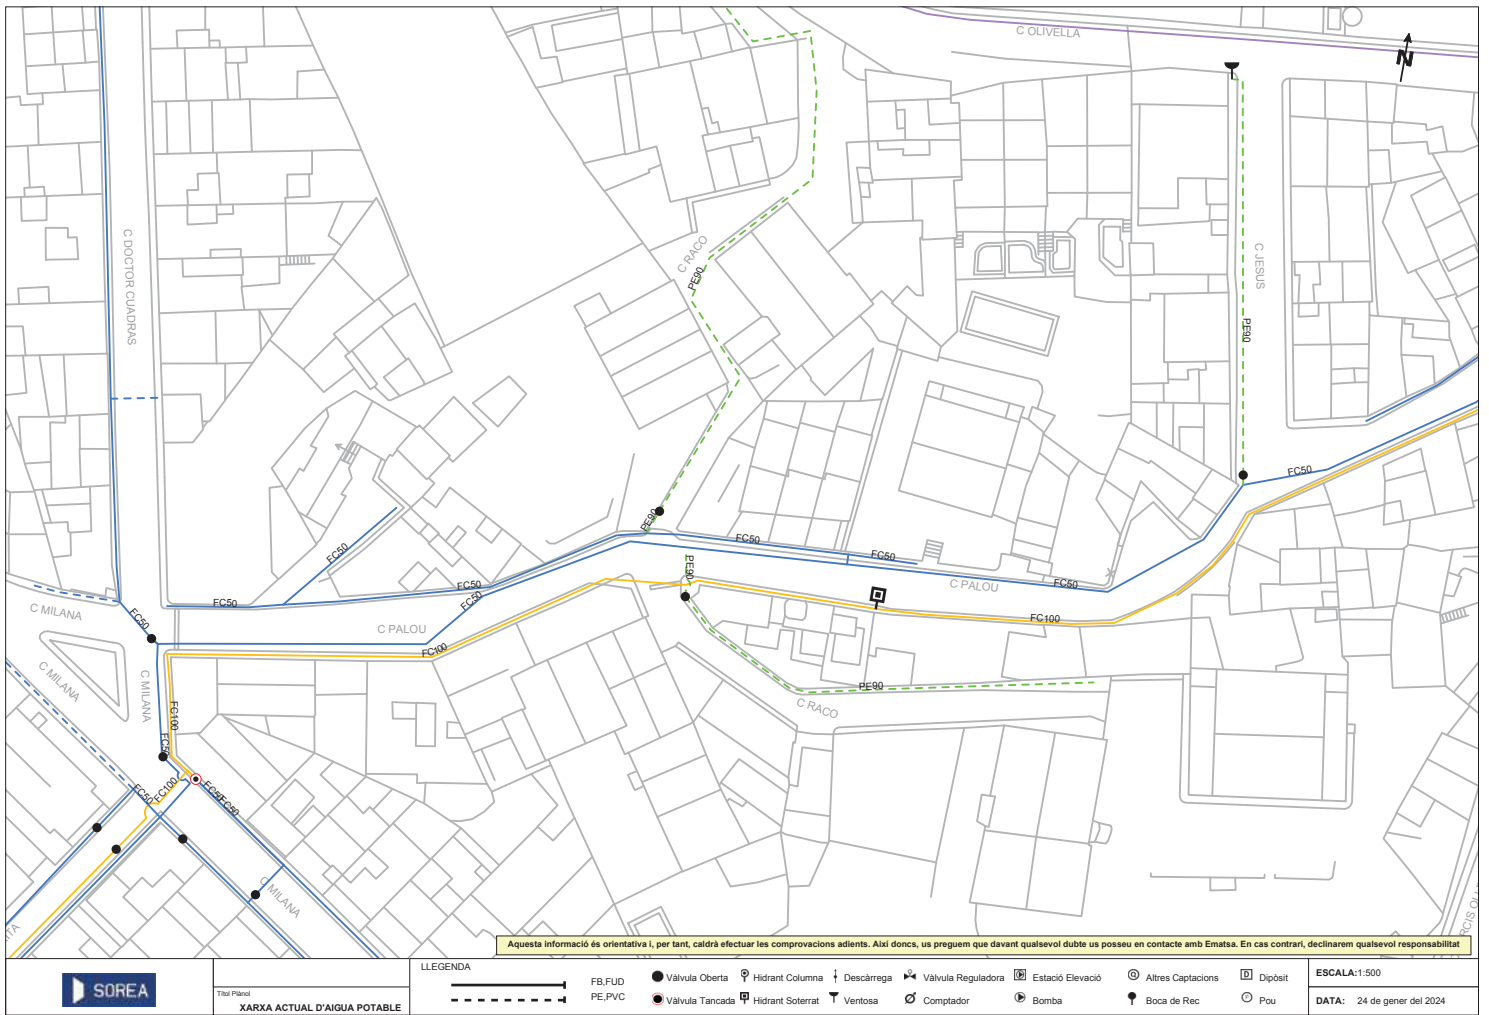 C OLIVELLA
N
C DOCTOR CUADRAS
C RACO
PE90
C JESUS
PE90
FC50
PE90
FC50
FC50
FC50
PE90
FC50
FC50
C PALOU
FC50
FC50
C MILANA
FC50
C PALOU
FC100
FC100
C MILANA
C MILANA
PE90
C RACO
FC100
FC50
FC100
FC50
FC50
FC50
C MILANA
Aquesta informació és orientativa i, per tant, caldrà efectuar les comprovacions adients. Així doncs, us preguem que davant qualsevol dubte us posseu en contacte amb Ematsa. En cas contrari, declinarem qualsevol responsabilitat
SOREA
Títol Plànol
XARXA ACTUAL D'AIGUA POTABLE
LLEGENDA
FB,FUD
PE,PVC
Vàlvula Oberta
Hidrant Columna
Descàrrega
Vàlvula Reguladora
Estació Elevació
Altres Captacions
Dipòsit
Vàlvula Tancada
Hidrant Soterrat
Ventosa
Comptador
Bomba
Boca de Rec
Pou
ESCALA:1:500
DATA: 24 de gener del 2024